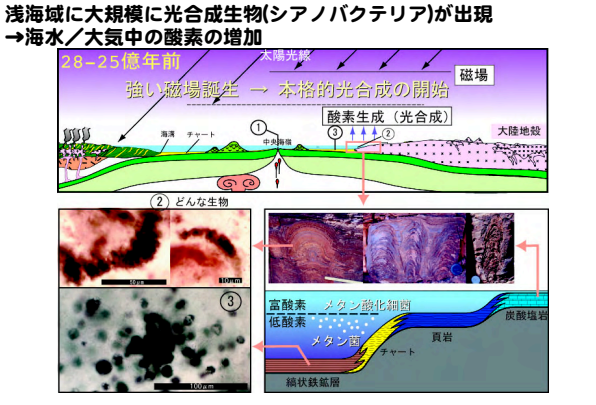 浅海域に大規模に光合成生物(シアノバクテリア)が出現
→海水／大気中の酸素の増加
28−25億年前
太陽光線
磁場
強い磁場誕生 → 本格的光合成の開始
酸素生成（光合成）
①
③
②
海溝
チャート
中央海嶺
大陸地殻
② どんな生物
50μm
10μm
③
100μm
富酸素
メタン酸化細菌
低酸素
メタン菌
炭酸塩岩
頁岩
チャート
縞状鉄鉱層